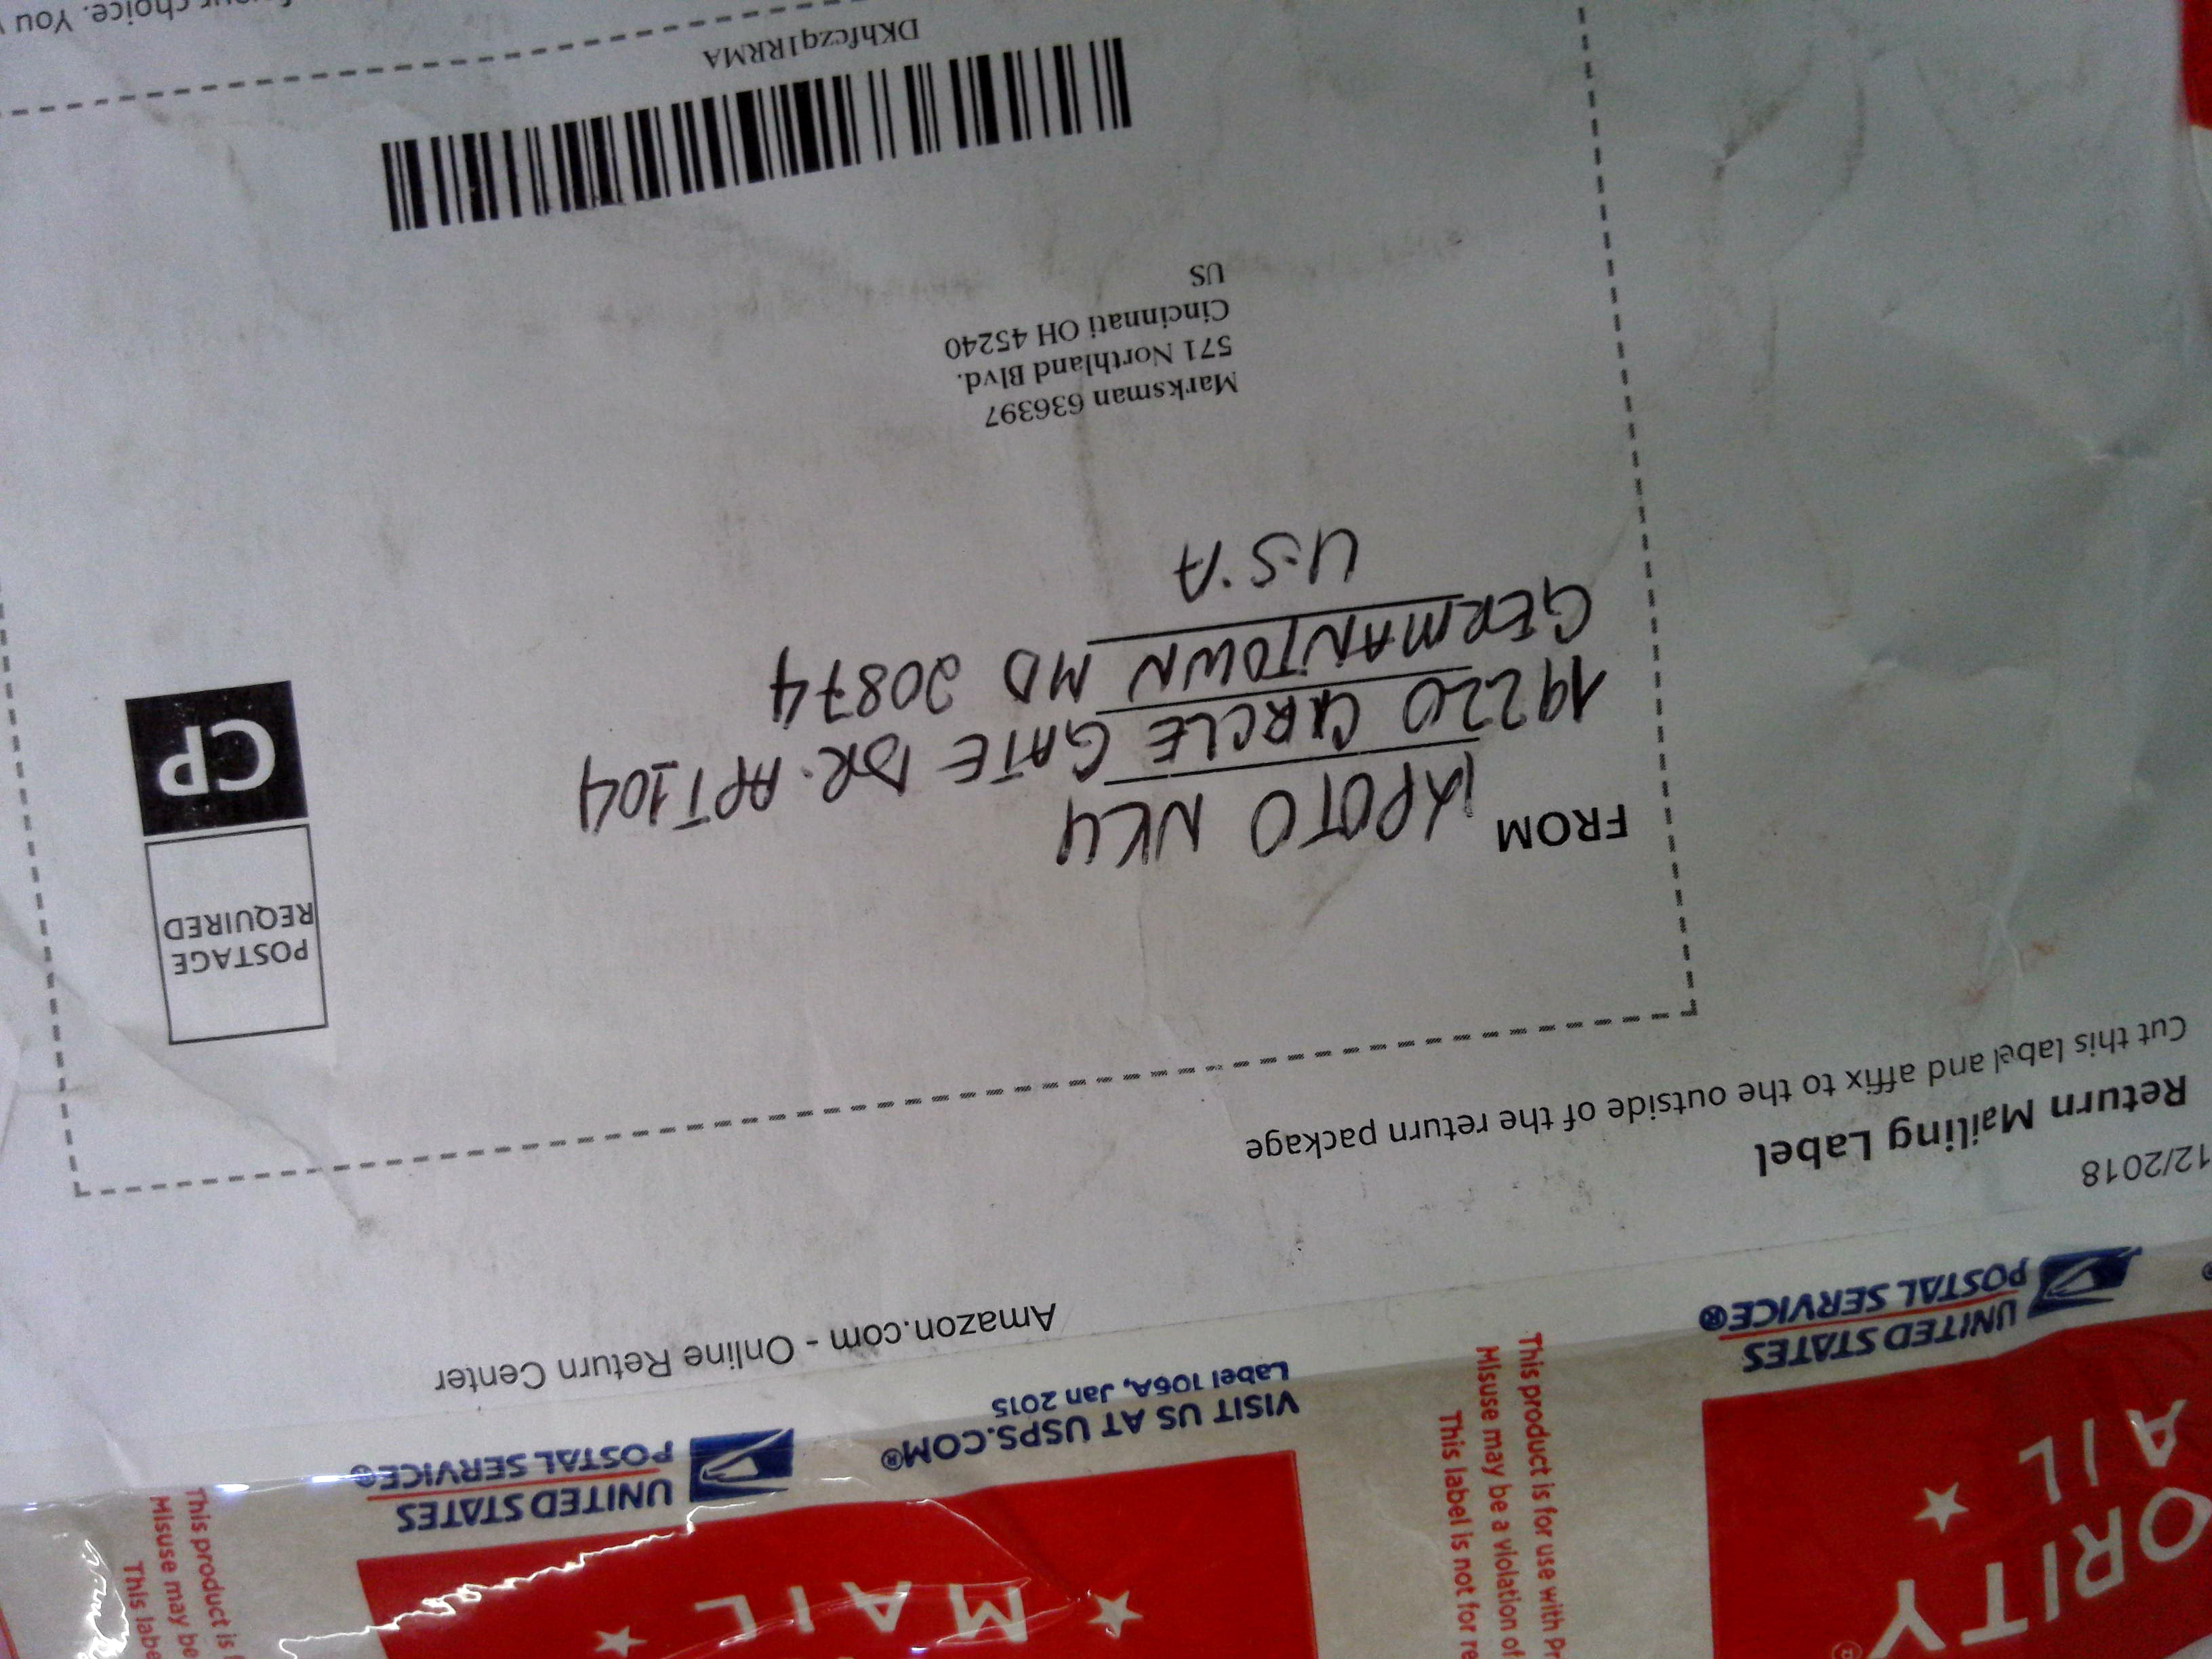 ORITY
AIL
★ MAIL ★
UNITED STATES
POSTAL SERVICE®
VISIT US AT USPS.COM®
Label 106A, Jan 2015
UNITED STATES
POSTAL SERVICE®
This product is for use with Pr
Misuse may be a violation of
This label is not for re
This product is
Misuse may be
This labe
Amazon.com - Online Return Center
12/2018
Return Mailing Label
Cut this label and affix to the outside of the return package
POSTAGE
REQUIRED
CP
FROM
19220 CIRCLE GATE DR. APT 104
GERMANTOWN MD 20874
U.S.A
Marksman 636397
571 Northland Blvd.
Cincinnati OH 45240
US
DKhfczq1RRMA
choice. You